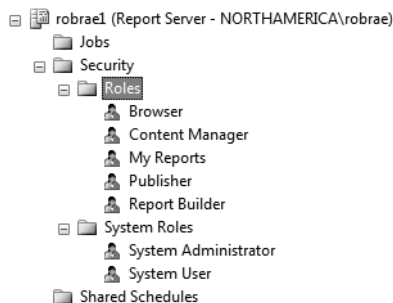 robrae1 (Report Server - NORTHAMERICA\robrae)
Jobs
Security
Roles
Browser
Content Manager
My Reports
Publisher
Report Builder
System Roles
System Administrator
System User
Shared Schedules